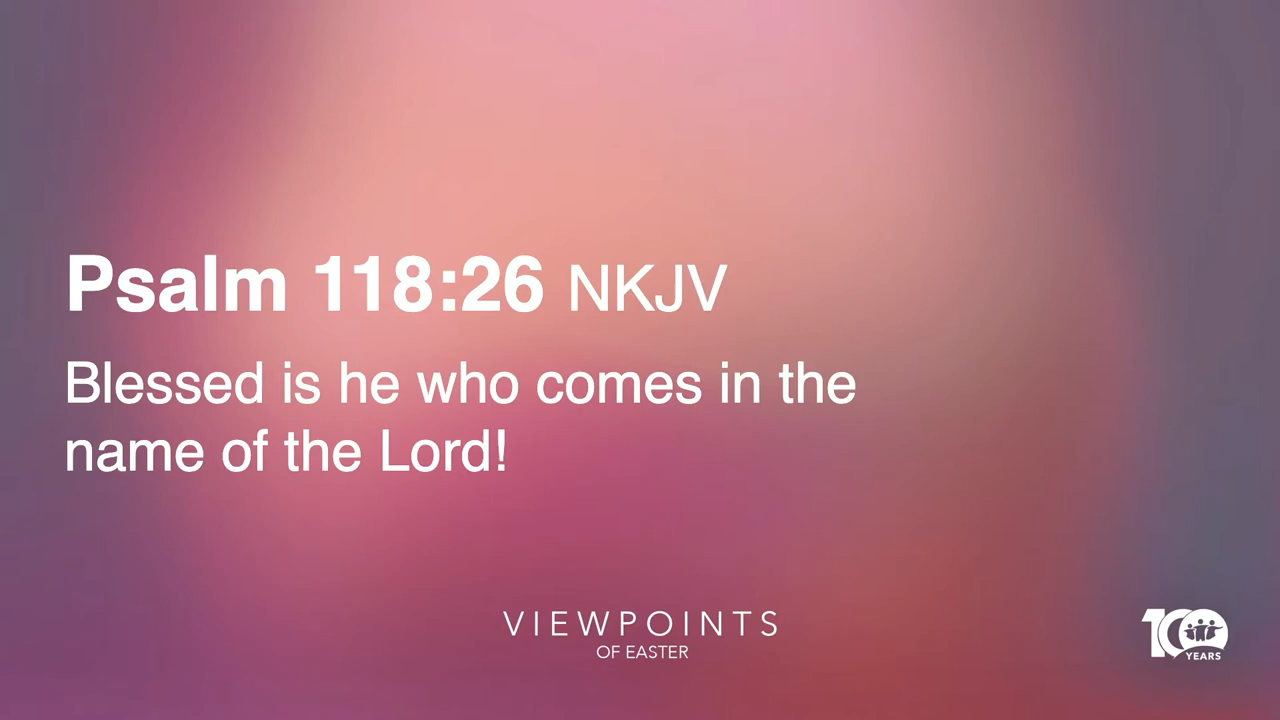 Psalm 118:26 NKJV
Blessed is he who comes in the
name of the Lord!
VIEWPOINTS
OF EASTER
100
YEARS